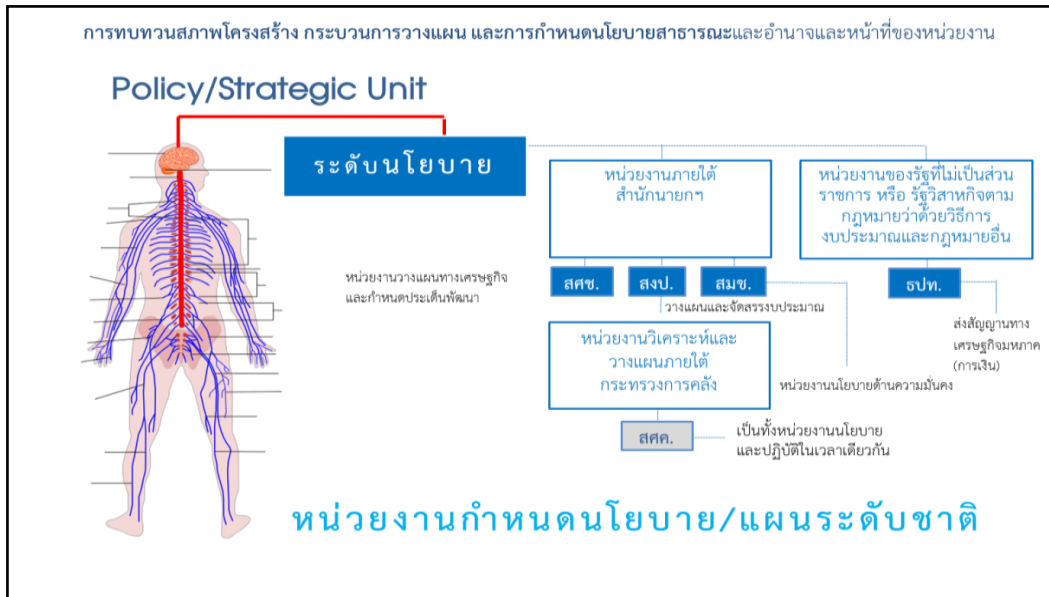 การทบทวนสภาพโครงสร้าง กระบวนการวางแผน และการกำหนดนโยบายสาธารณะและอำนาจและหน้าที่ของหน่วยงาน
Policy/Strategic Unit
ระดับนโยบาย
หน่วยงานภายใต้
สำนักนายกฯ
หน่วยงานของรัฐที่ไม่เป็นส่วน
ราชการ หรือ รัฐวิสาหกิจตาม
กฎหมายว่าด้วยวิธีการ
งบประมาณและกฎหมายอื่น
หน่วยงานวางแผนทางเศรษฐกิจ
และกำหนดประเด็นพัฒนา
สศช.
สงป.
สมช.
ธปท.
วางแผนและจัดสรรงบประมาณ
ส่งสัญญานทาง
เศรษฐกิจมหภาค
(การเงิน)
หน่วยงานวิเคราะห์และ
วางแผนภายใต้
กระทรวงการคลัง
หน่วยงานนโยบายด้านความมั่นคง
สศค.
เป็นทั้งหน่วยงานนโยบาย
และปฏิบัติในเวลาเดียวกัน
หน่วยงานกำหนดนโยบาย/แผนระดับชาติ